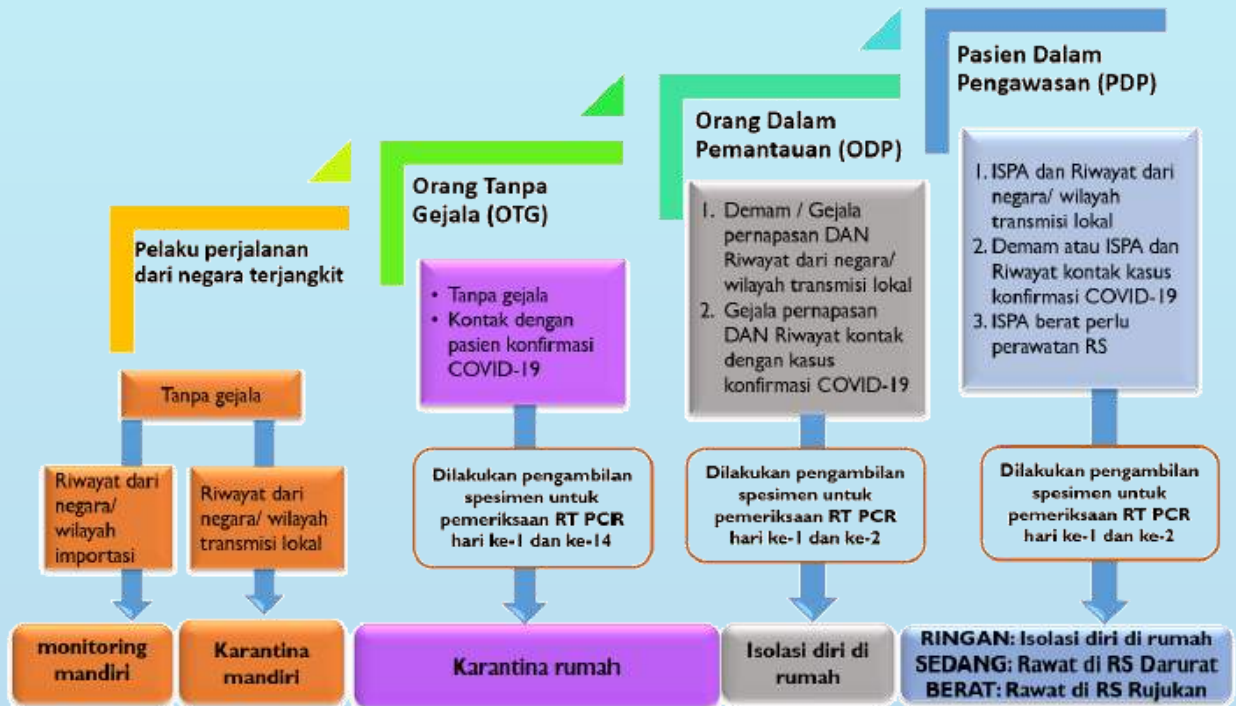 Pasien Dalam
Pengawasan (PDP)
Orang Dalam
Pemantauan (ODP)
Orang Tanpa
Gejala (OTG)
Pelaku perjalanan
dari negara terjangkit
1. ISPA dan Riwayat dari
negara/ wilayah
transmisi lokal
2. Demam atau ISPA dan
Riwayat kontak kasus
konfirmasi COVID-19
3. ISPA berat perlu
perawatan RS
1. Demam / Gejala
pernapasan DAN
Riwayat dari negara/
wilayah transmisi lokal
2. Gejala pernapasan
DAN Riwayat kontak
dengan kasus
konfirmasi COVID-19
• Tanpa gejala
• Kontak dengan
pasien konfirmasi
COVID-19
Tanpa gejala
Riwayat dari
negara/
wilayah
importasi
Riwayat dari
negara/ wilayah
transmisi lokal
Dilakukan pengambilan
spesimen untuk
pemeriksaan RT PCR
hari ke-1 dan ke-14
Dilakukan pengambilan
spesimen untuk
pemeriksaan RT PCR
hari ke-1 dan ke-2
Dilakukan pengambilan
spesimen untuk
pemeriksaan RT PCR
hari ke-1 dan ke-2
monitoring
mandiri
Karantina
mandiri
Karantina rumah
Isolasi diri di
rumah
RINGAN: Isolasi diri di rumah
SEDANG: Rawat di RS Darurat
BERAT: Rawat di RS Rujukan